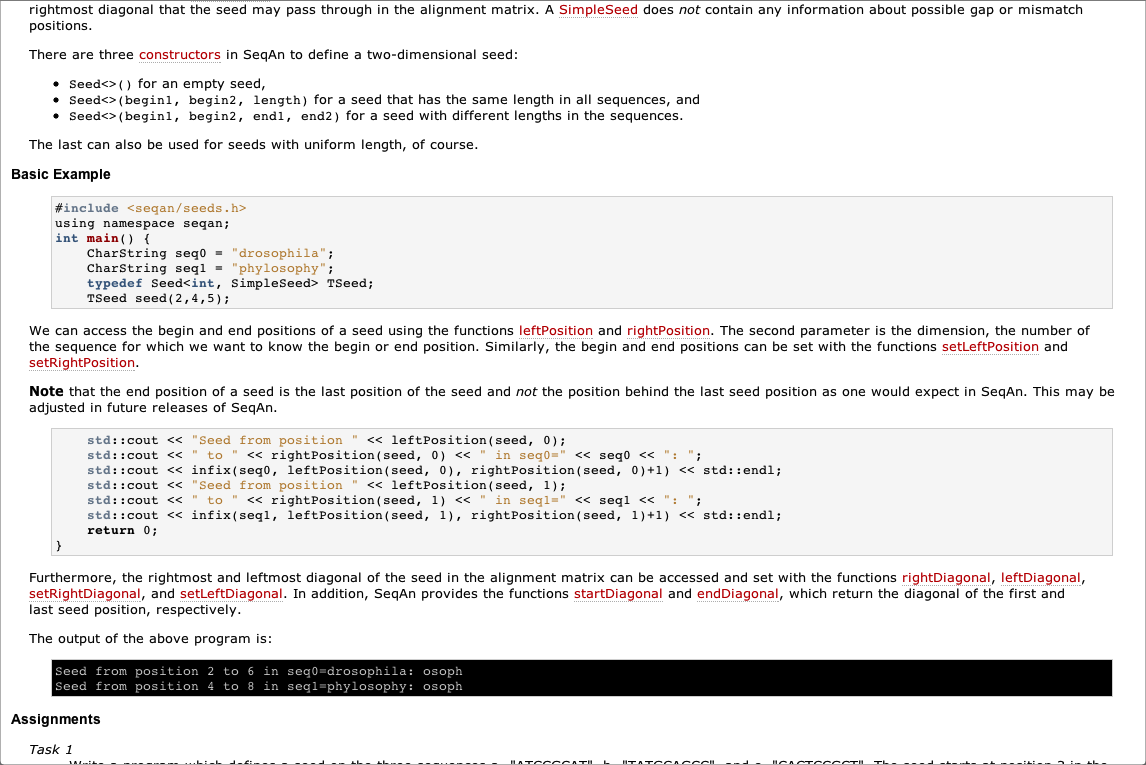 rightmost diagonal that the seed may pass through in the alignment matrix. A SimpleSeed does not contain any information about possible gap or mismatch
positions.
There are three constructors in SeqAn to define a two-dimensional seed:
• Seed<>() for an empty seed,
• Seed<>(begin1, begin2, length) for a seed that has the same length in all sequences, and
• Seed<>(begin1, begin2, end1, end2) for a seed with different lengths in the sequences.
The last can also be used for seeds with uniform length, of course.
Basic Example
#include <seqan/seeds.h>
using namespace seqan;
int main() {
    CharString seq0 = "drosophila";
    CharString seq1 = "phylosophy";
    typedef Seed<int, SimpleSeed> TSeed;
    TSeed seed(2,4,5);
We can access the begin and end positions of a seed using the functions leftPosition and rightPosition. The second parameter is the dimension, the number of
the sequence for which we want to know the begin or end position. Similarly, the begin and end positions can be set with the functions setLeftPosition and
setRightPosition.
Note that the end position of a seed is the last position of the seed and not the position behind the last seed position as one would expect in SeqAn. This may be
adjusted in future releases of SeqAn.
    std::cout << "Seed from position " << leftPosition(seed, 0);
    std::cout << " to " << rightPosition(seed, 0) << " in seq0=" << seq0 << ": ";
    std::cout << infix(seq0, leftPosition(seed, 0), rightPosition(seed, 0)+1) << std::endl;
    std::cout << "Seed from position " << leftPosition(seed, 1);
    std::cout << " to " << rightPosition(seed, 1) << " in seq1=" << seq1 << ": ";
    std::cout << infix(seq1, leftPosition(seed, 1), rightPosition(seed, 1)+1) << std::endl;
    return 0;
}
Furthermore, the rightmost and leftmost diagonal of the seed in the alignment matrix can be accessed and set with the functions rightDiagonal, leftDiagonal,
setRightDiagonal, and setLeftDiagonal. In addition, SeqAn provides the functions startDiagonal and endDiagonal, which return the diagonal of the first and
last seed position, respectively.
The output of the above program is:
Seed from position 2 to 6 in seq0=drosophila: osoph
Seed from position 4 to 8 in seq1=phylosophy: osoph
Assignments
Task 1